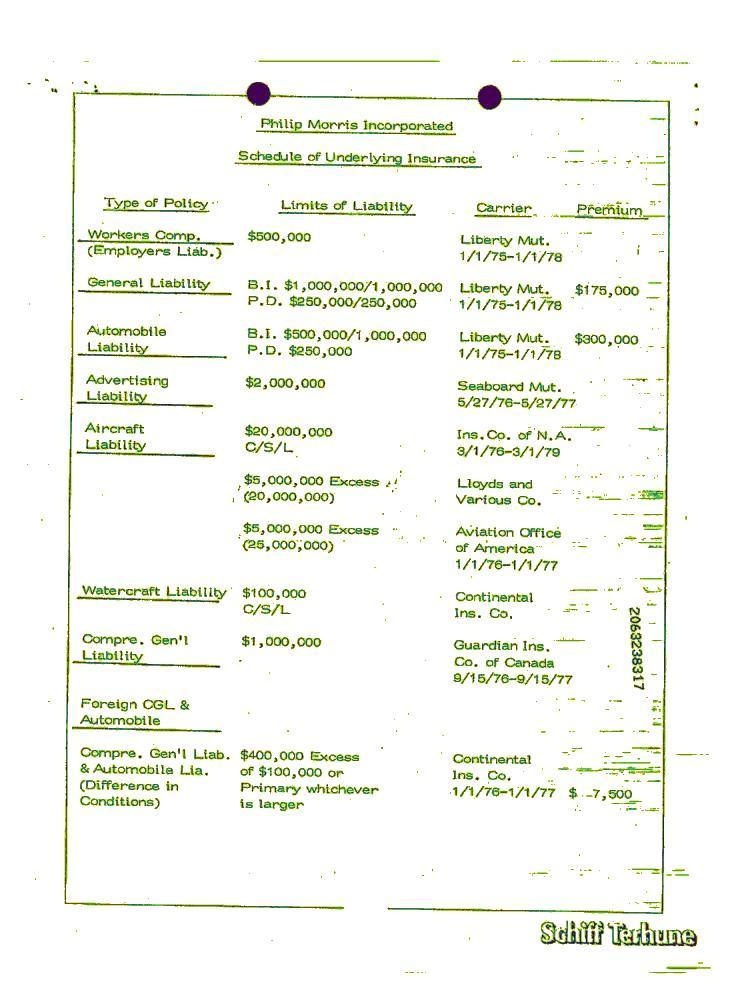 Philip Morris Incorporated
Schedule of Underlying Insurance
Type of Policy Limits of Liability Carrier Premium
Workers Comp. $500,000 Liberty Mut.
(Employers Liab.) 1/1/75-1/1/78
General Liability B.I. $1,000,000/1,000,000 Liberty Mut. $175,000
P.D. $250,000/250,000 1/1/75-1/1/78
Automobile B.I. $500,000/1,000,000 Liberty Mut. $300,000
Liability P.D. $250,000 1/1/75-1/1/78
Advertising $2,000,000 Seaboard Mut.
Liability 5/27/76-5/27/77
Aircraft $20,000,000 Ins.Co. of N.A.
Liability C/S/L 3/1/76-3/1/79
$5,000,000 Excess Lloyds and
(20,000,000) Various Co.
$5,000,000 Excess Aviation Office
(25,000,000) of America
1/1/76-1/1/77
Watercraft Liability $100,000 Continental
C/S/L Ins. Co.
Compre. Gen'l $1,000,000 Guardian Ins.
Liability Co. of Canada
9/15/76-9/15/77
Foreign CGL &
Automobile
Compre. Gen'l Liab. $400,000 Excess Continental
& Automobile Lia. of $100,000 or Ins. Co.
(Difference in Primary whichever 1/1/76-1/1/77 $ 7,500
Conditions) is larger
2063238317
Schiff Terhune